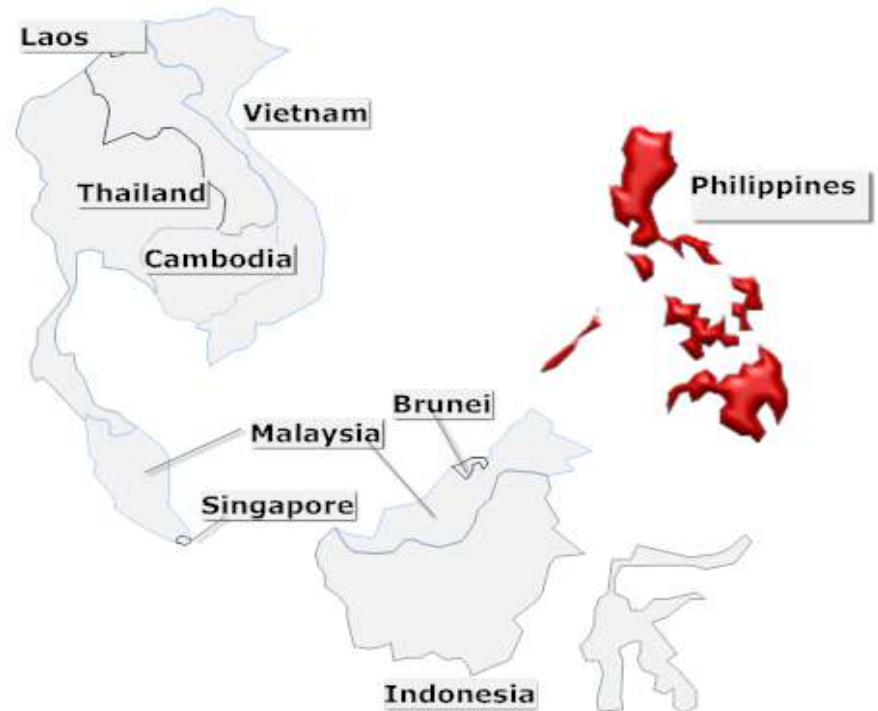 Laos
Vietnam
Thailand
Philippines
Cambodia
Brunei
Malaysia
Singapore
Indonesia